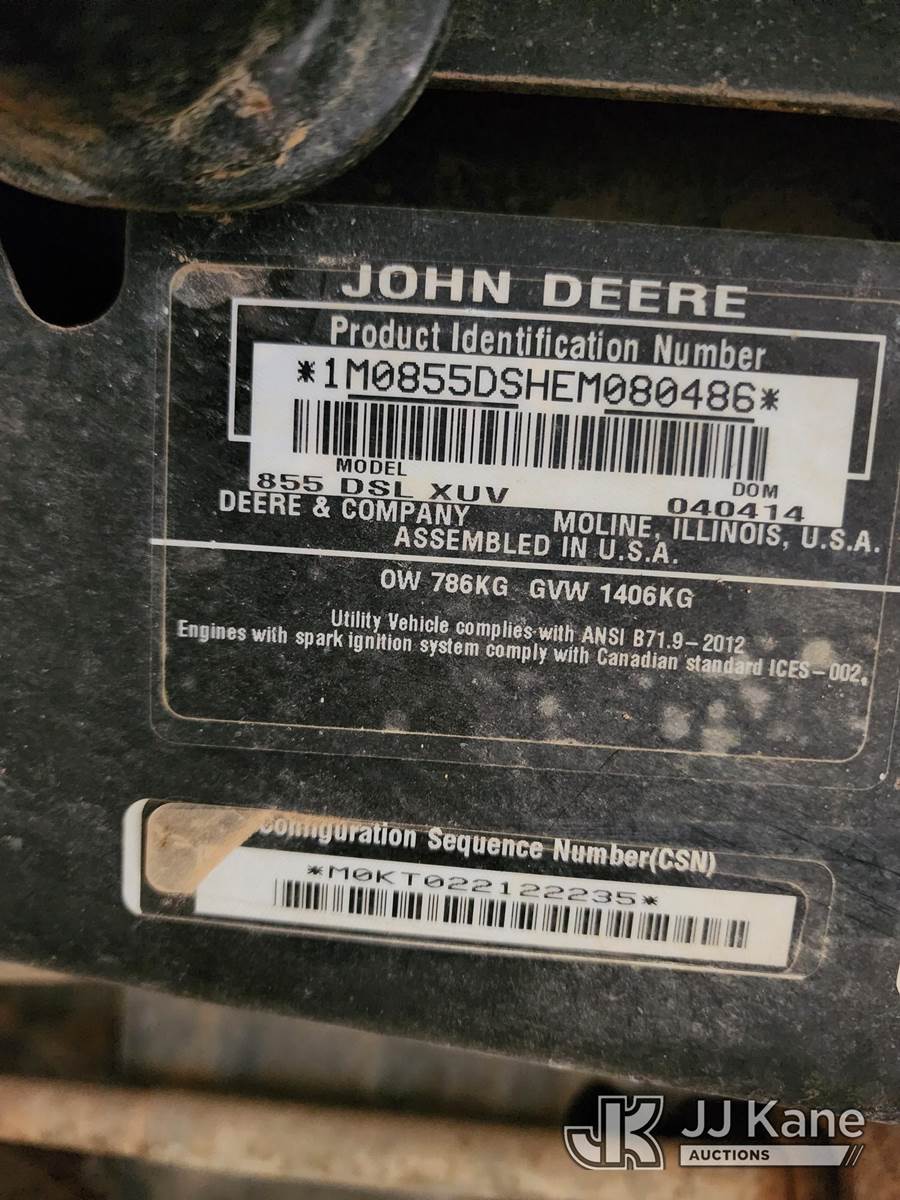 JOHN DEERE
Product Identification Number
*1M0855DSHEM080486*
MODEL DOM
855 DSL XUV 040414
DEERE & COMPANY MOLINE, ILLINOIS, U.S.A.
ASSEMBLED IN U.S.A.
OW 786KG GVW 1406KG
Utility Vehicle complies with ANSI B71.9-2012
Engines with spark ignition system comply with Canadian standard ICES-002.
Configuration Sequence Number(CSN)
*M0KT022122235*
JK JJ Kane
AUCTIONS